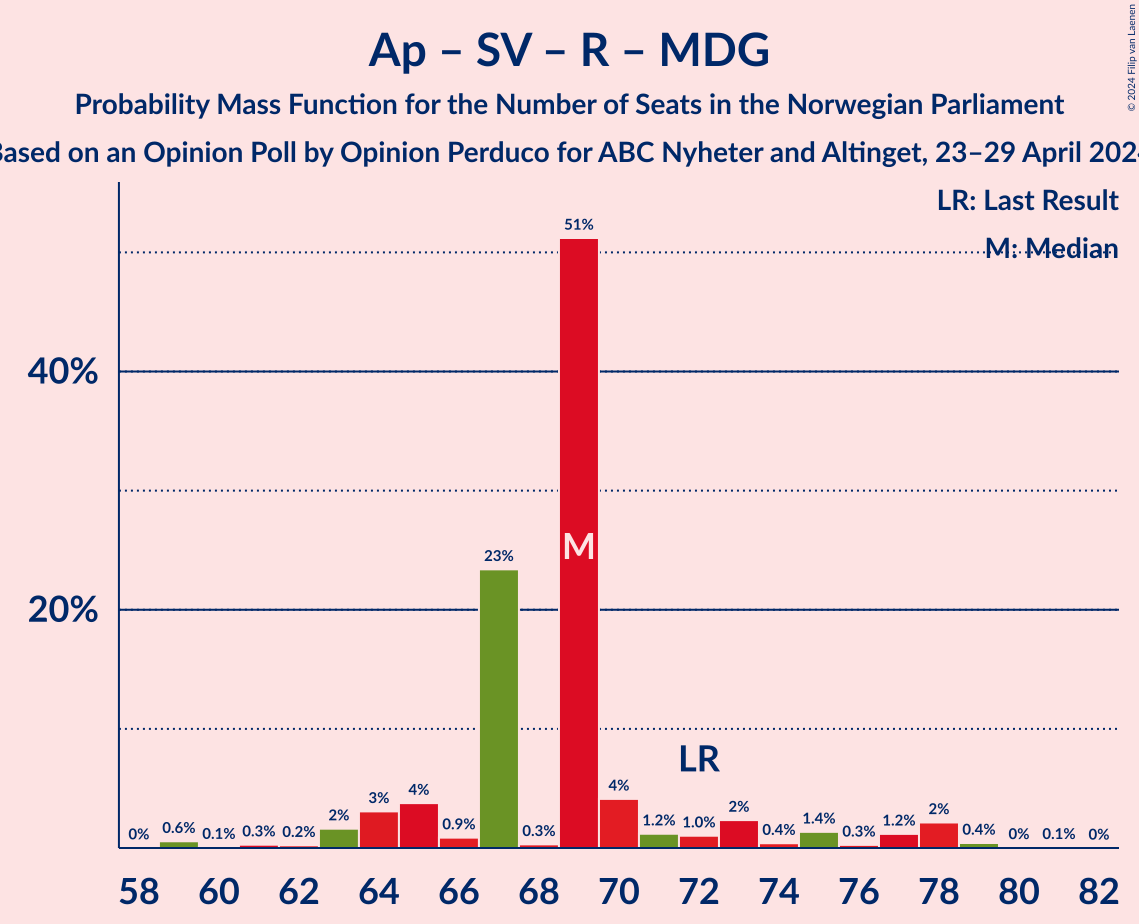 © 2024 Filip van Laenen
Ap – SV – R – MDG
Probability Mass Function for the Number of Seats in the Norwegian Parliament
Based on an Opinion Poll by Opinion Perduco for ABC Nyheter and Altinget, 23–29 April 2024
LR: Last Result
M: Median
51%
40%
M
23%
20%
LR
0% 0.6% 0.1% 0.3% 0.2% 2% 3% 4% 0.9% 0.3% 4% 1.2% 1.0% 2% 0.4% 1.4% 0.3% 1.2% 2% 0.4% 0% 0.1% 0%
58 60 62 64 66 68 70 72 74 76 78 80 82